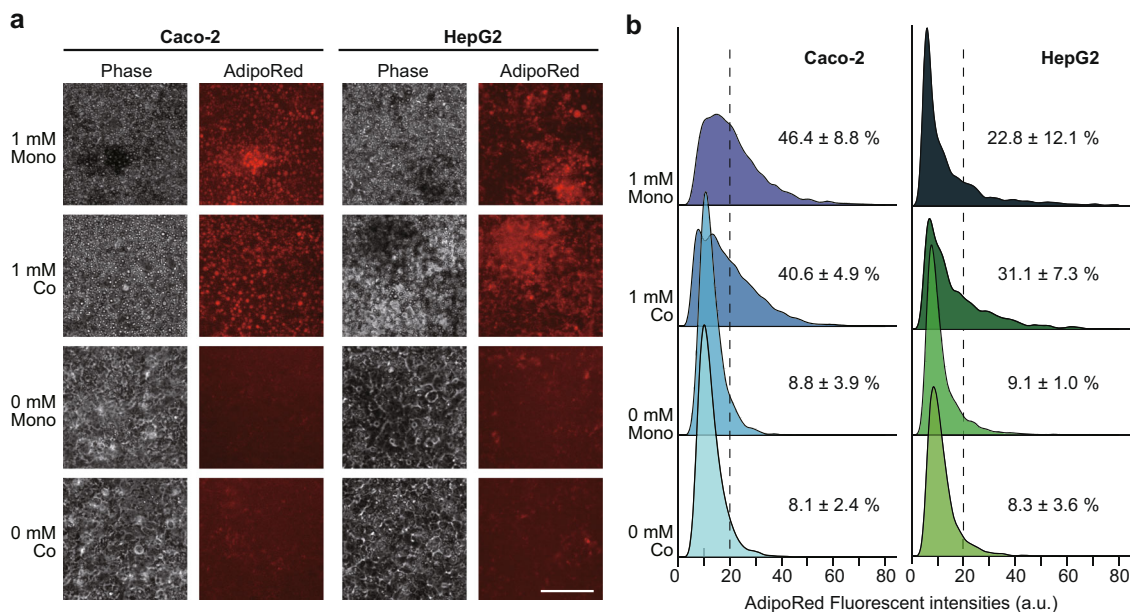 a
Caco-2 HepG2
Phase AdipoRed Phase AdipoRed
1 mM
Mono
1 mM
Co
0 mM
Mono
0 mM
Co
b
Caco-2 HepG2
1 mM
Mono
46.4 ± 8.8 % 22.8 ± 12.1 %
1 mM
Co
40.6 ± 4.9 % 31.1 ± 7.3 %
0 mM
Mono
8.8 ± 3.9 % 9.1 ± 1.0 %
0 mM
Co
8.1 ± 2.4 % 8.3 ± 3.6 %
0 20 40 60 80 0 20 40 60 80
AdipoRed Fluorescent intensities (a.u.)